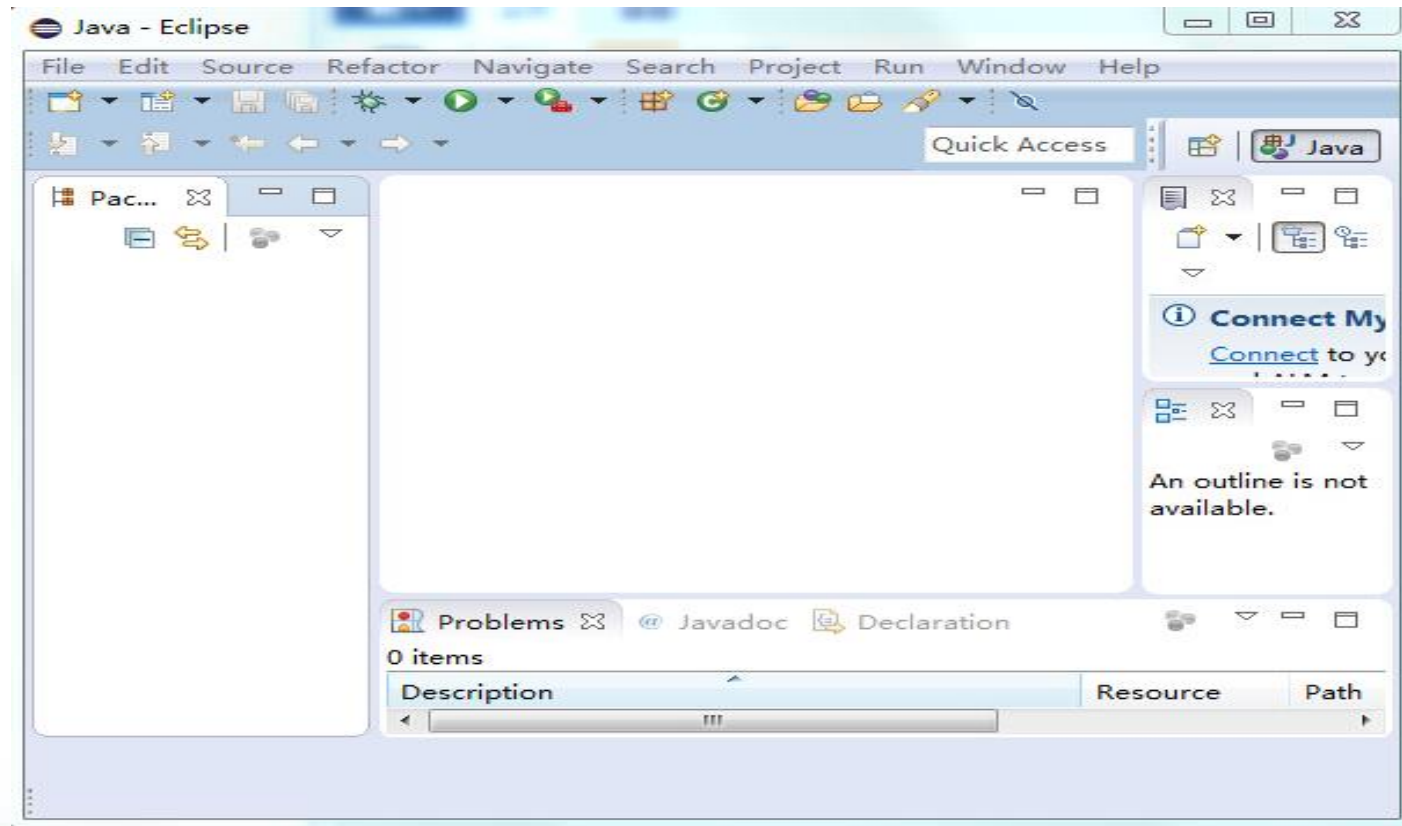 Java - Eclipse
File Edit Source Refactor Navigate Search Project Run Window Help
Quick Access
Java
Pac...
Connect My
Connect to
An outline is not
available.
Problems @ Javadoc Declaration
0 items
Description Resource Path